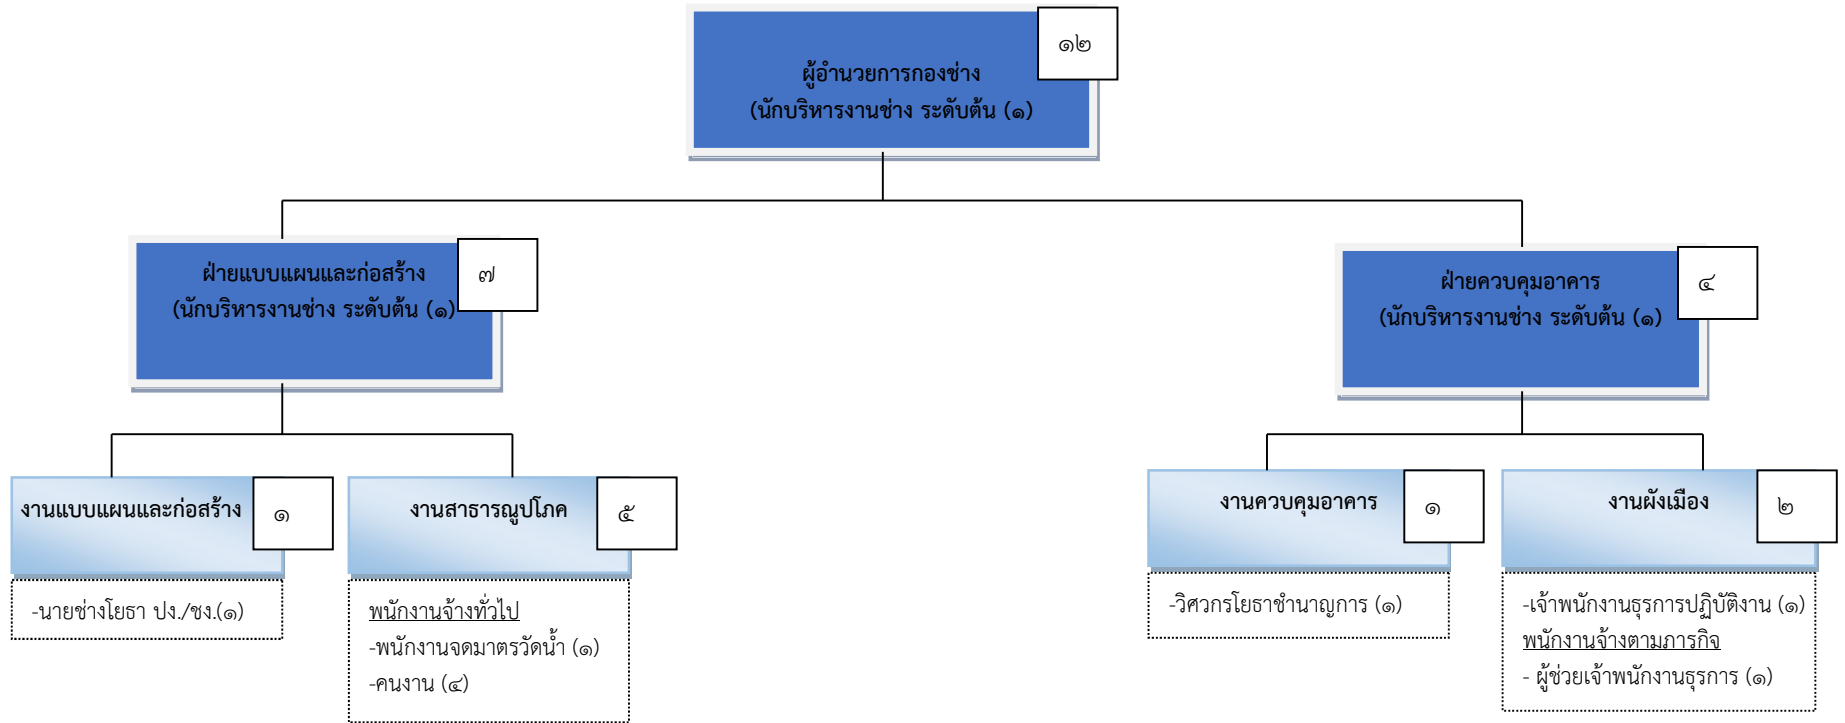 ๑๒
ผู้อำนวยการกองช่าง
(นักบริหารงานช่าง ระดับต้น (๑)
ฝ่ายแบบแผนและก่อสร้าง
(นักบริหารงานช่าง ระดับต้น (๑)
๗
ฝ่ายควบคุมอาคาร
(นักบริหารงานช่าง ระดับต้น (๑)
๔
งานแบบแผนและก่อสร้าง
๑
-นายช่างโยธา ปง./ชง.(๑)
งานสาธารณูปโภค
๕
พนักงานจ้างทั่วไป
-พนักงานจดมาตรวัดน้ำ (๑)
-คนงาน (๔)
งานควบคุมอาคาร
๑
-วิศวกรโยธาชำนาญการ (๑)
งานผังเมือง
๒
-เจ้าพนักงานธุรการปฏิบัติงาน (๑)
พนักงานจ้างตามภารกิจ
- ผู้ช่วยเจ้าพนักงานธุรการ (๑)